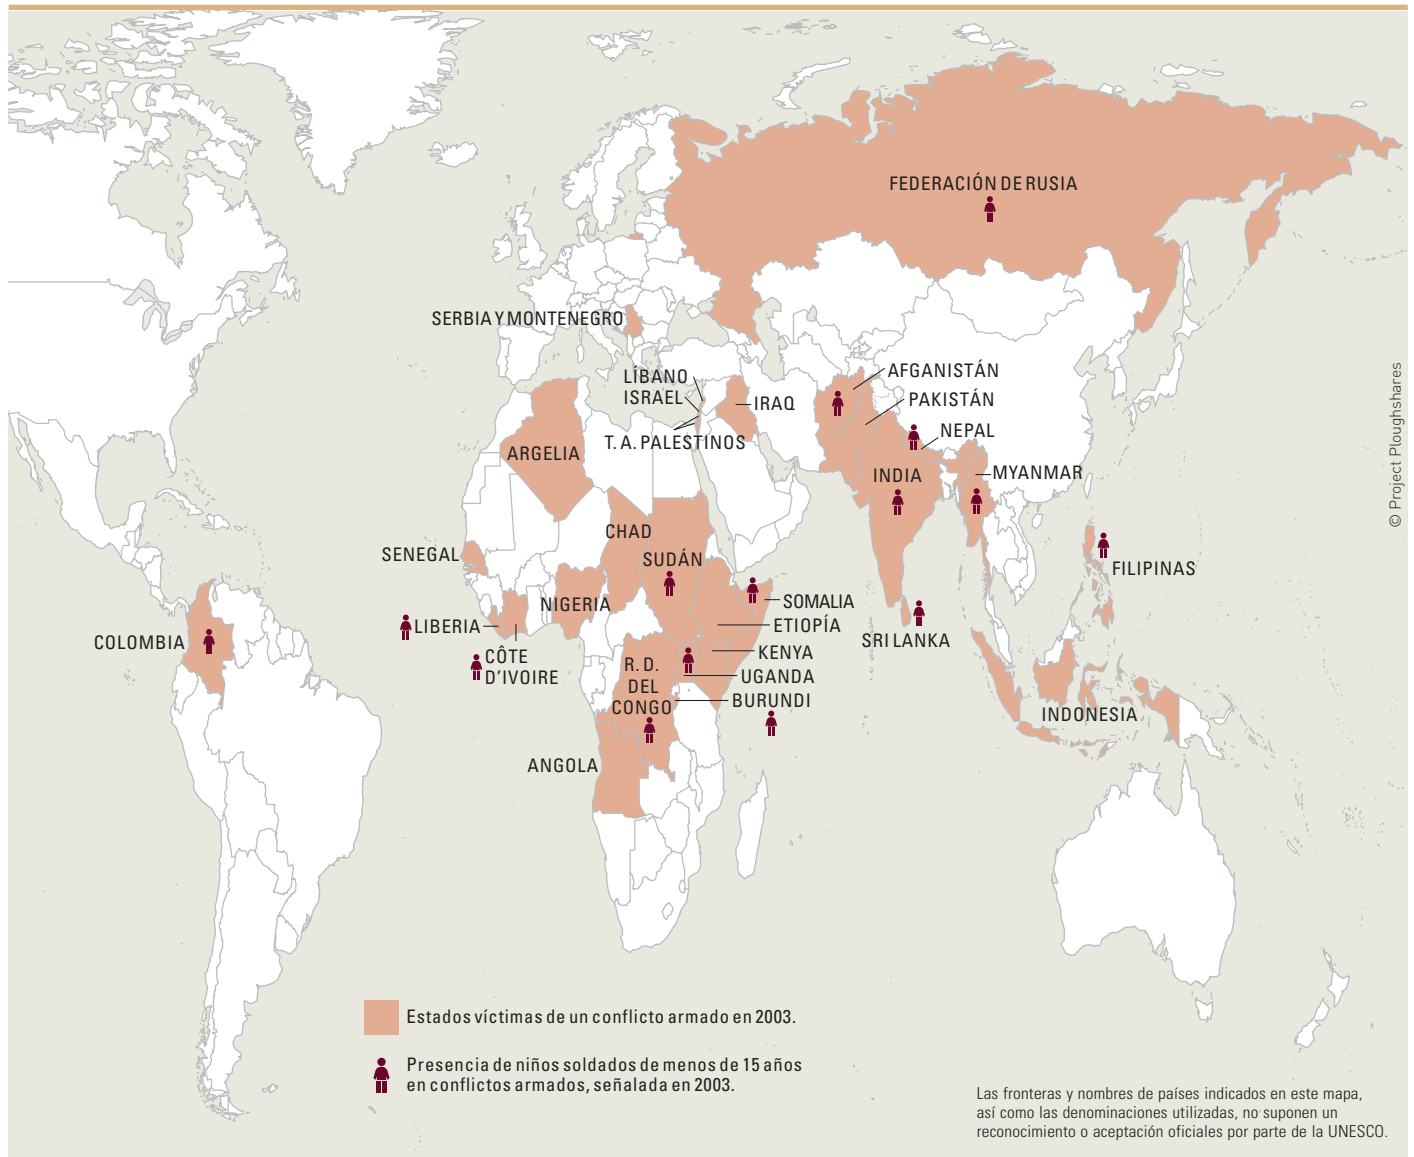 FEDERACIÓN DE RUSIA
SERBIA Y MONTENEGRO
LÍBANO
ISRAEL
T. A. PALESTINOS
IRAQ
AFGANISTÁN
PAKISTÁN
NEPAL
INDIA
MYANMAR
ARGELIA
CHAD
SUDÁN
SENEGAL
NIGERIA
SOMALIA
ETIOPÍA
KENYA
UGANDA
BURUNDI
LIBERIA
CÔTE
D'IVOIRE
R. D.
DEL
CONGO
ANGOLA
COLOMBIA
FILIPINAS
SRI LANKA
INDONESIA
© Project Ploughshares
Estados víctimas de un conflicto armado en 2003.
Presencia de niños soldados de menos de 15 años
en conflictos armados, señalada en 2003.
Las fronteras y nombres de países indicados en este mapa,
así como las denominaciones utilizadas, no suponen un
reconocimiento o aceptación oficiales por parte de la UNESCO.